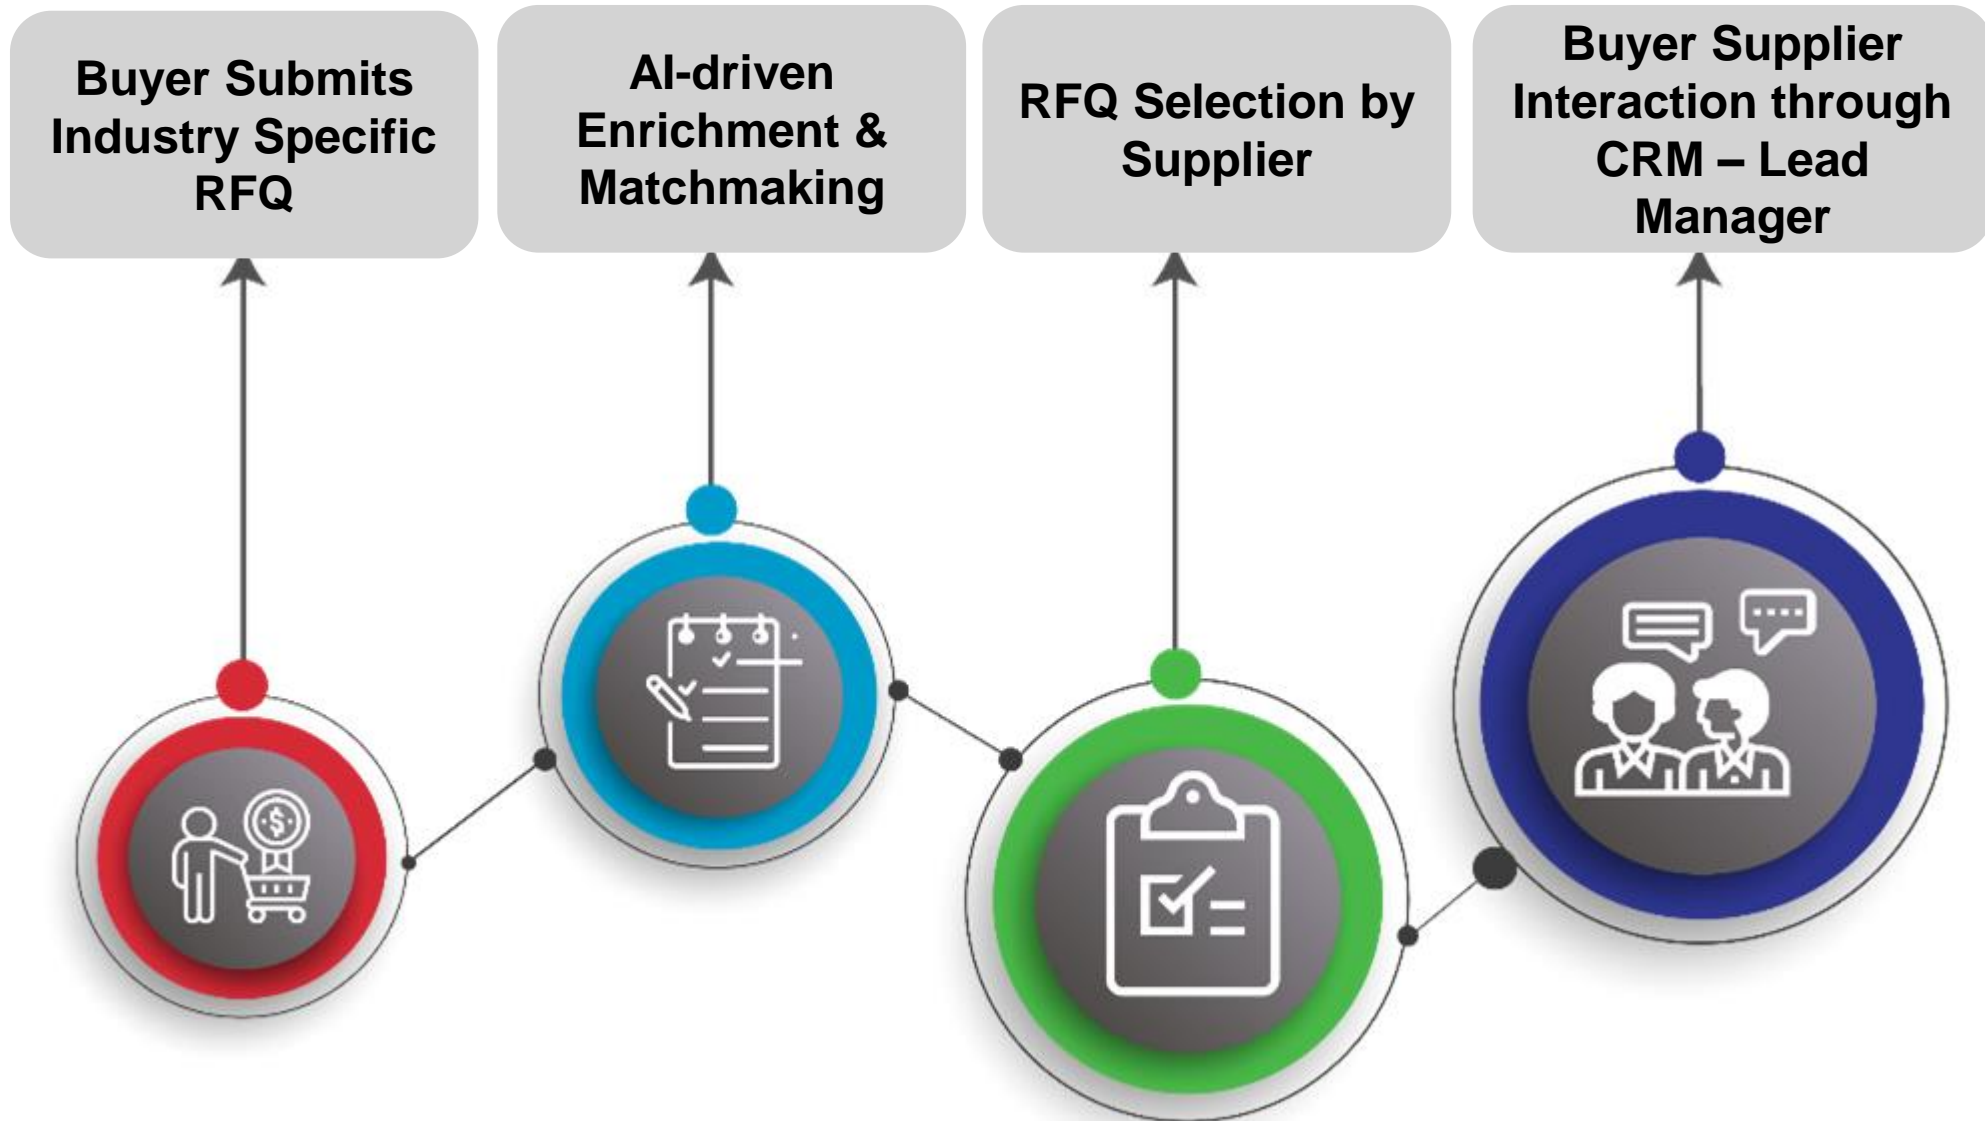 Buyer Submits
Industry Specific
RFQ
AI-driven
Enrichment &
Matchmaking
RFQ Selection by
Supplier
Buyer Supplier
Interaction through
CRM – Lead
Manager
$